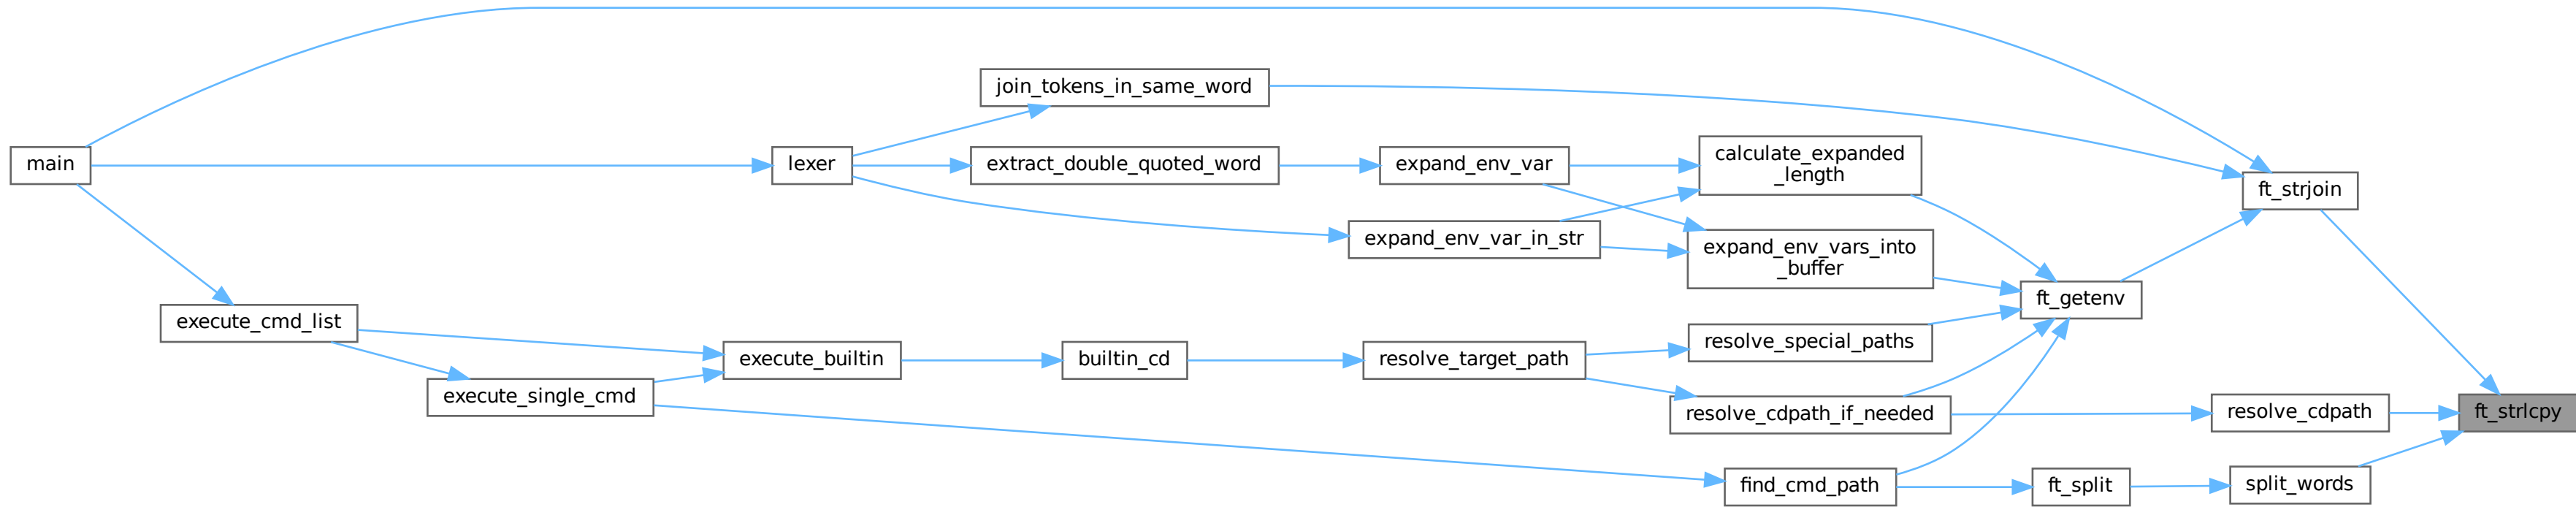 main
execute_cmd_list
execute_single_cmd
lexer
execute_builtin
join_tokens_in_same_word
extract_double_quoted_word
builtin_cd
expand_env_var
expand_env_var_in_str
resolve_target_path
calculate_expanded
_length
expand_env_vars_into
_buffer
resolve_special_paths
resolve_cdpath_if_needed
find_cmd_path
ft_getenv
ft_split
ft_strjoin
resolve_cdpath
split_words
ft_strlcpy